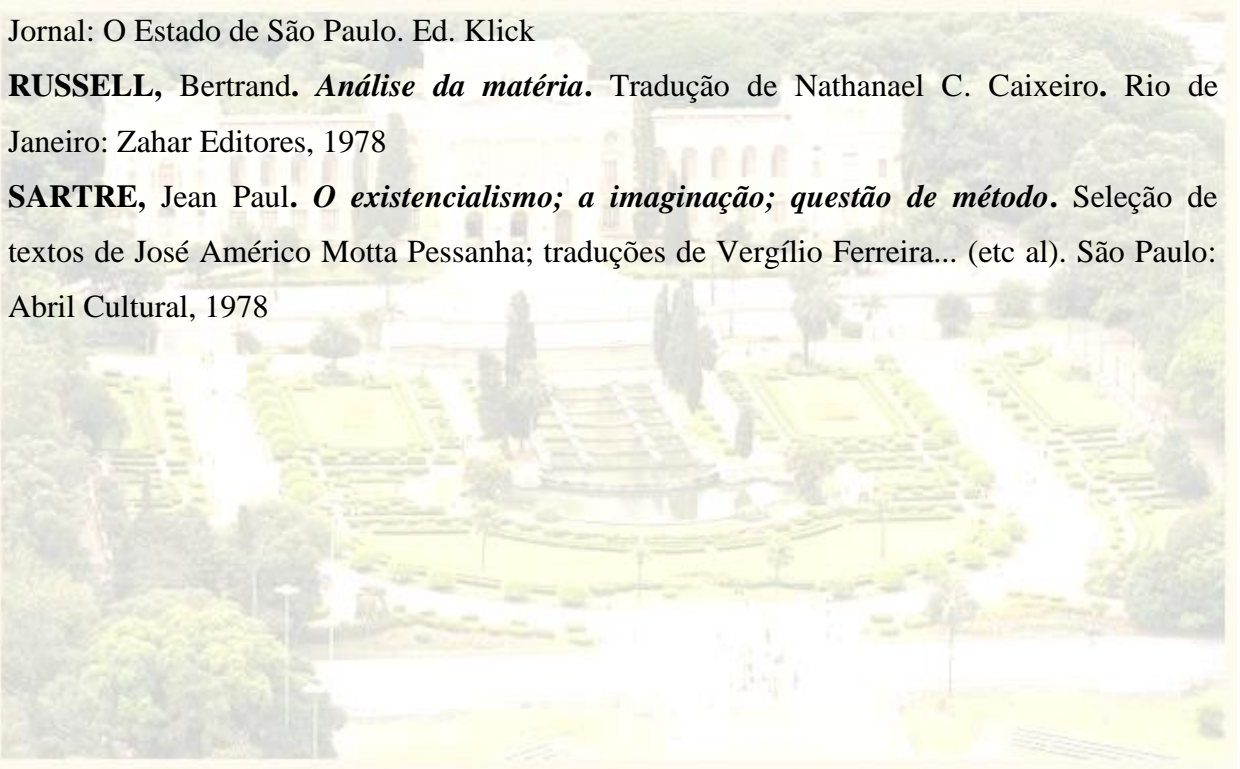 Jornal: O Estado de São Paulo. Ed. Klick
RUSSELL, Bertrand. Análise da matéria. Tradução de Nathanael C. Caixeiro. Rio de
Janeiro: Zahar Editores, 1978
SARTRE, Jean Paul. O existencialismo; a imaginação; questão de método. Seleção de
textos de José Américo Motta Pessanha; traduções de Vergílio Ferreira... (etc al). São Paulo:
Abril Cultural, 1978